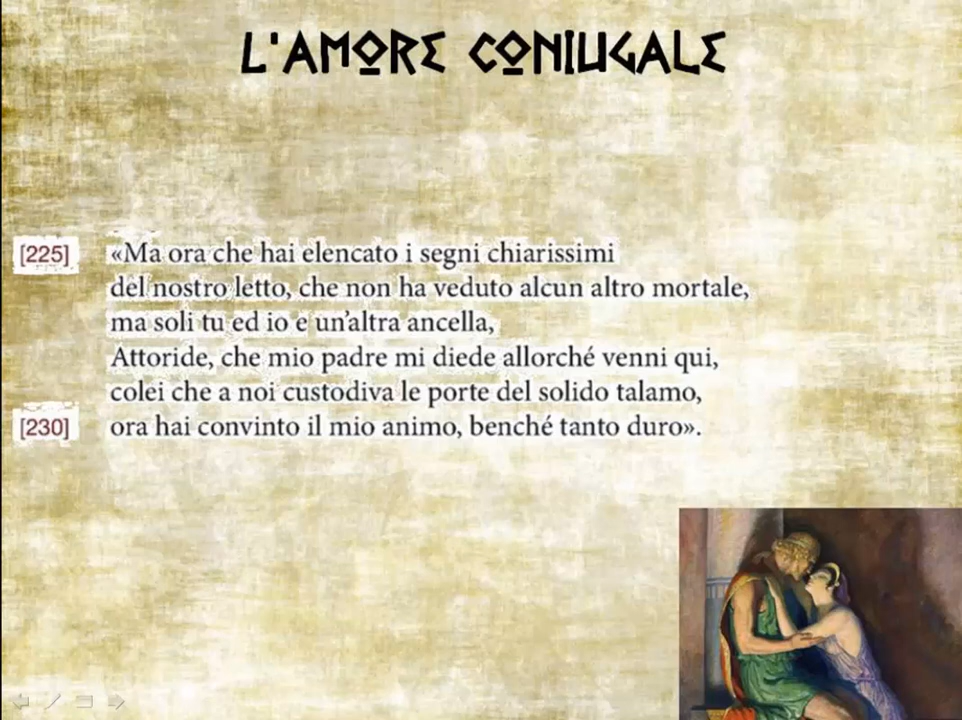 L'AMORE CONIUGALE
[225] «Ma ora che hai elencato i segni chiarissimi
del nostro letto, che non ha veduto alcun altro mortale,
ma soli tu ed io e un'altra ancella,
Attoride, che mio padre mi diede allorché venni qui,
colei che a noi custodiva le porte del solido talamo,
[230] ora hai convinto il mio animo, benché tanto duro».